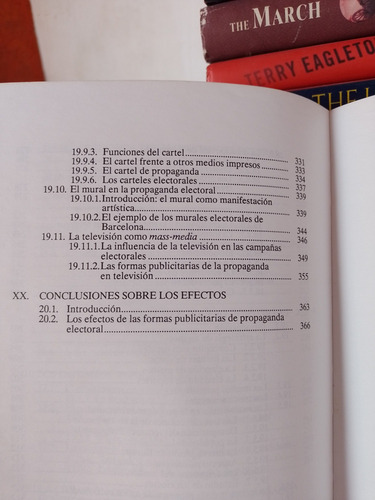 THE MARCH
TERRY EAGLETON
19.9.3. Funciones del cartel 331
19.9.4. El cartel frente a otros medios impresos 333
19.9.5. El cartel de propaganda 334
19.9.6. Los carteles electorales 337
19.10. El mural en la propaganda electoral 339
19.10.1. Introducción: el mural como manifestación
artística 339
19.10.2. El ejemplo de los murales electorales de
Barcelona 344
19.11. La televisión como mass-media 346
19.11.1. La influencia de la televisión en las campañas
electorales 349
19.11.2. Las formas publicitarias de la propaganda
en televisión 355
XX. CONCLUSIONES SOBRE LOS EFECTOS
20.1. Introducción 363
20.2. Los efectos de las formas publicitarias de propaganda
electoral 366